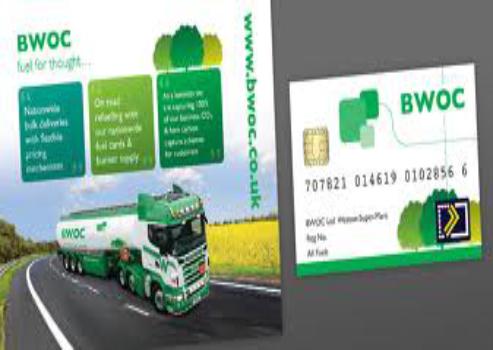 BWOC
fuel for thought...
Nationwide
bulk deliveries
with flexible
pricing
mechanisms
On road
refuelling with
our nationwide
fuel cards &
bunker supply
As a business we
are capturing 100%
of our business CO₂
& have carbon
capture schemes
for customers
www.bwoc.co.uk
BWOC
BWOC
707821 014619 0102856 6
BWOC Ltd Weston Super Mare
Reg No.
All Fuels